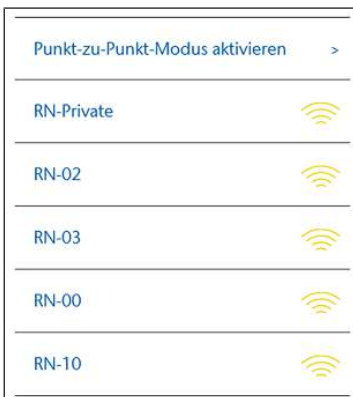 Punkt-zu-Punkt-Modus aktivieren >
RN-Private
RN-02
RN-03
RN-00
RN-10